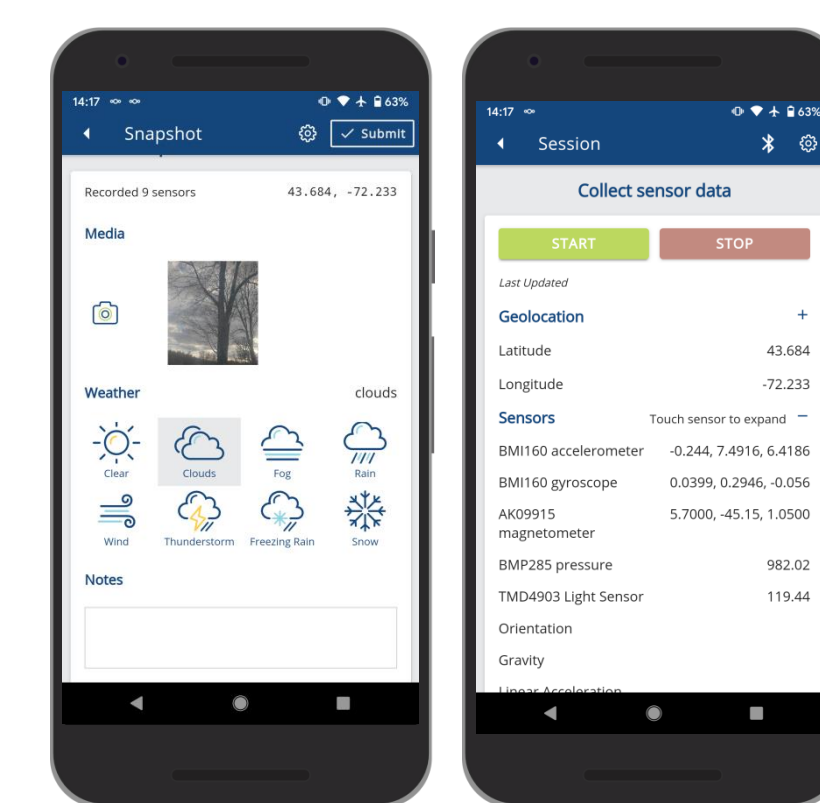 14:17
63%
Snapshot
Submit
Recorded 9 sensors 43.684, -72.233
Media
Weather clouds
Clear Clouds Fog Rain
Wind Thunderstorm Freezing Rain Snow
Notes
14:17
63%
Session
Collect sensor data
START STOP
Last Updated
Geolocation +
Latitude 43.684
Longitude -72.233
Sensors Touch sensor to expand −
BMI160 accelerometer -0.244, 7.4916, 6.4186
BMI160 gyroscope 0.0399, 0.2946, -0.056
AK09915 5.7000, -45.15, 1.0500
magnetometer
BMP285 pressure 982.02
TMD4903 Light Sensor 119.44
Orientation
Gravity
Linear Acceleration